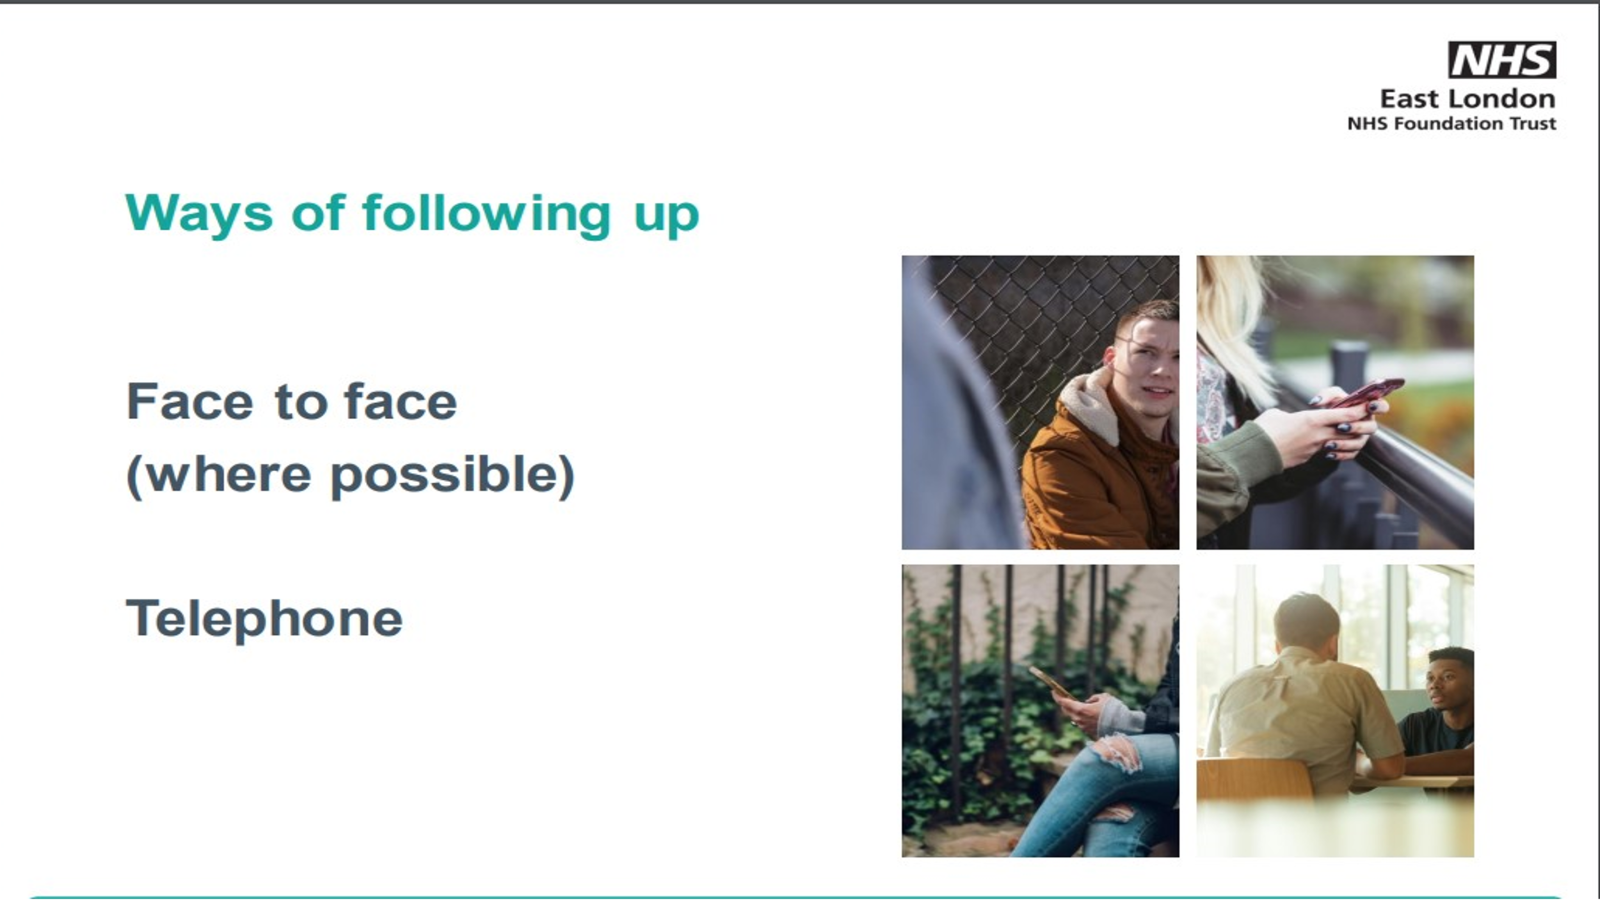 NHS
East London
NHS Foundation Trust
Ways of following up
Face to face
(where possible)
Telephone